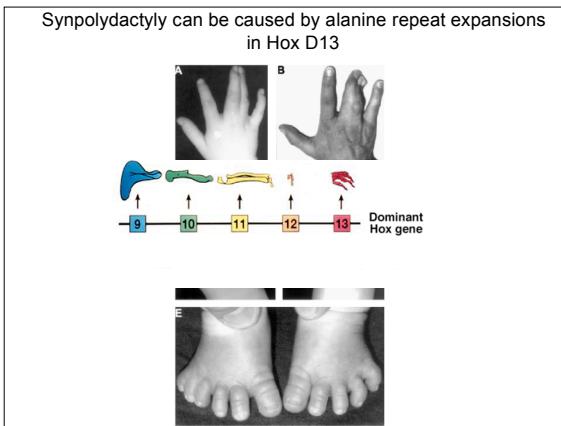 Synpolydactyly can be caused by alanine repeat expansions
in Hox D13
A B
9 10 11 12 13 Dominant
Hox gene
E